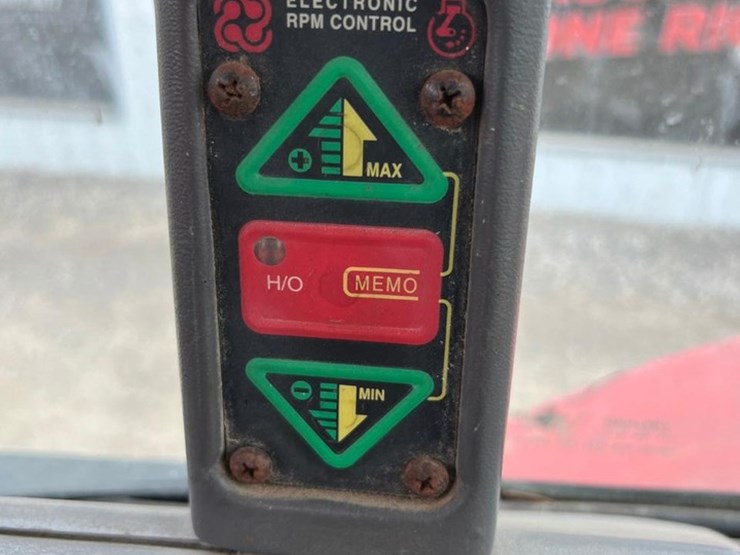 ELECTRONIC
RPM CONTROL
MAX
H/O MEMO
MIN